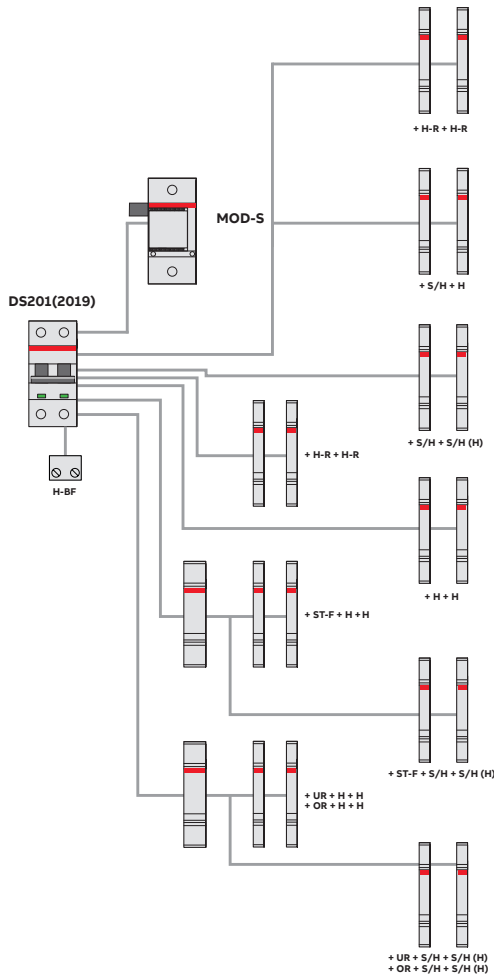 + H-R + H-R
MOD-S
+ S/H + H
DS201(2019)
+ S/H + S/H (H)
+ H-R + H-R
H-BF
+ H + H
+ ST-F + H + H
+ ST-F + S/H + S/H (H)
+ UR + H + H
+ OR + H + H
+ UR + S/H + S/H (H)
+ OR + S/H + S/H (H)